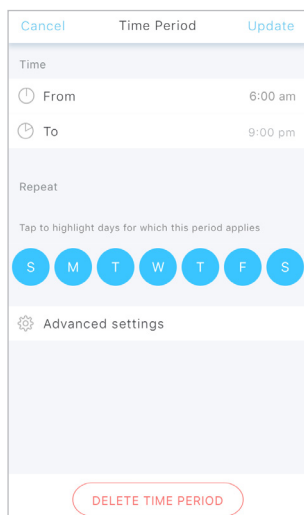 Cancel Time Period Update
Time
From 6:00 am
To 9:00 pm
Repeat
Tap to highlight days for which this period applies
S M T W T F S
Advanced settings
DELETE TIME PERIOD